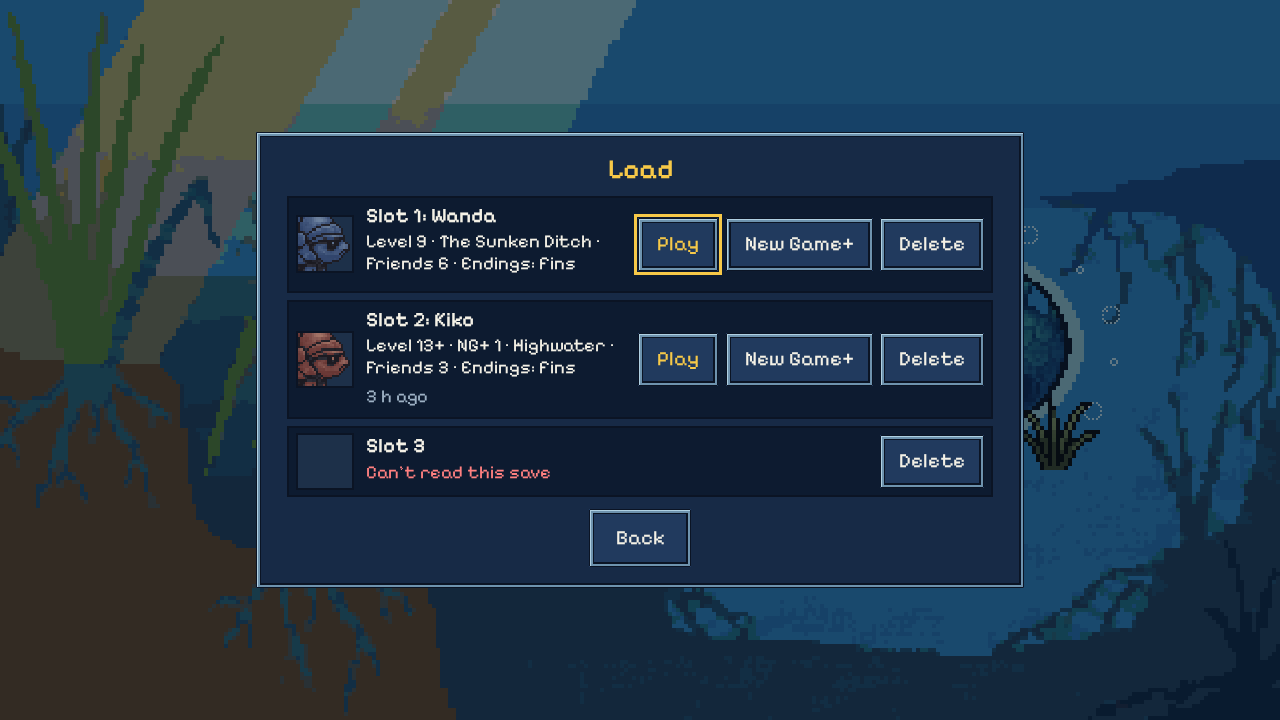 Load
Slot 1: Wanda
Level 9 · The Sunken Ditch ·
Friends 6 · Endings: Fins
Play
New Game+
Delete
Slot 2: Kiko
Level 13+ · NG+ 1 · Highwater ·
Friends 3 · Endings: Fins
3 h ago
Play
New Game+
Delete
Slot 3
Can't read this save
Delete
Back